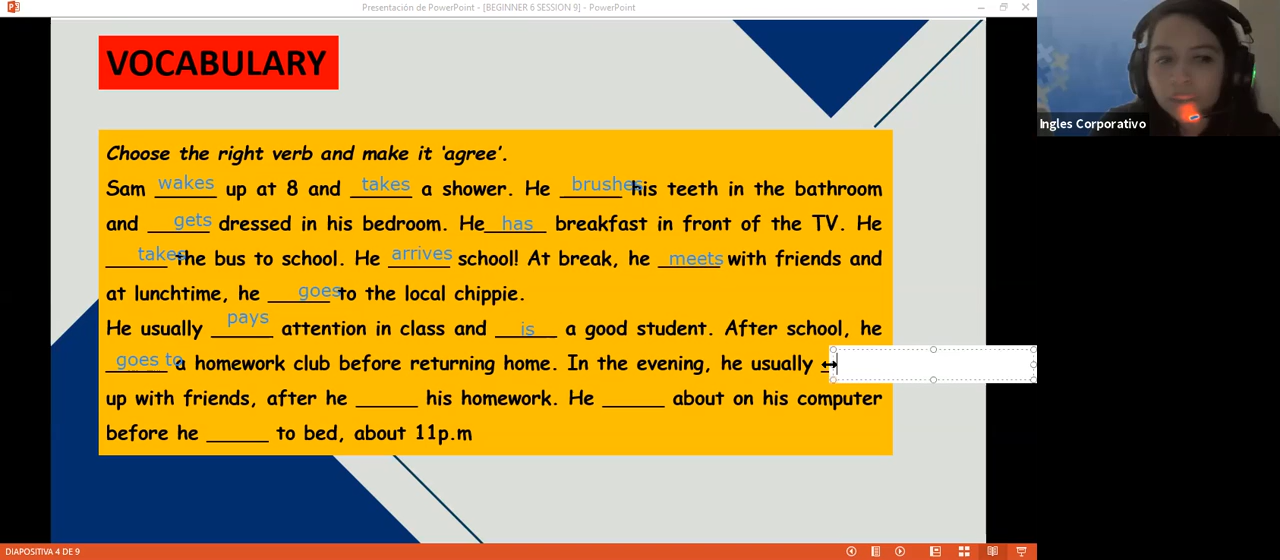 Presentación de PowerPoint - [BEGINNER 6 SESSION 9] - PowerPoint
VOCABULARY
Ingles Corporativo
Choose the right verb and make it ‘agree’.
Sam wakes up at 8 and takes a shower. He brushes his teeth in the bathroom
and gets dressed in his bedroom. He has breakfast in front of the TV. He
takes the bus to school. He arrives school! At break, he meets with friends and
at lunchtime, he goes to the local chippie.
He usually pays attention in class and is a good student. After school, he
goes to a homework club before returning home. In the evening, he usually
up with friends, after he ______ his homework. He ______ about on his computer
before he ______ to bed, about 11p.m
DIAPOSITIVA 4 DE 9